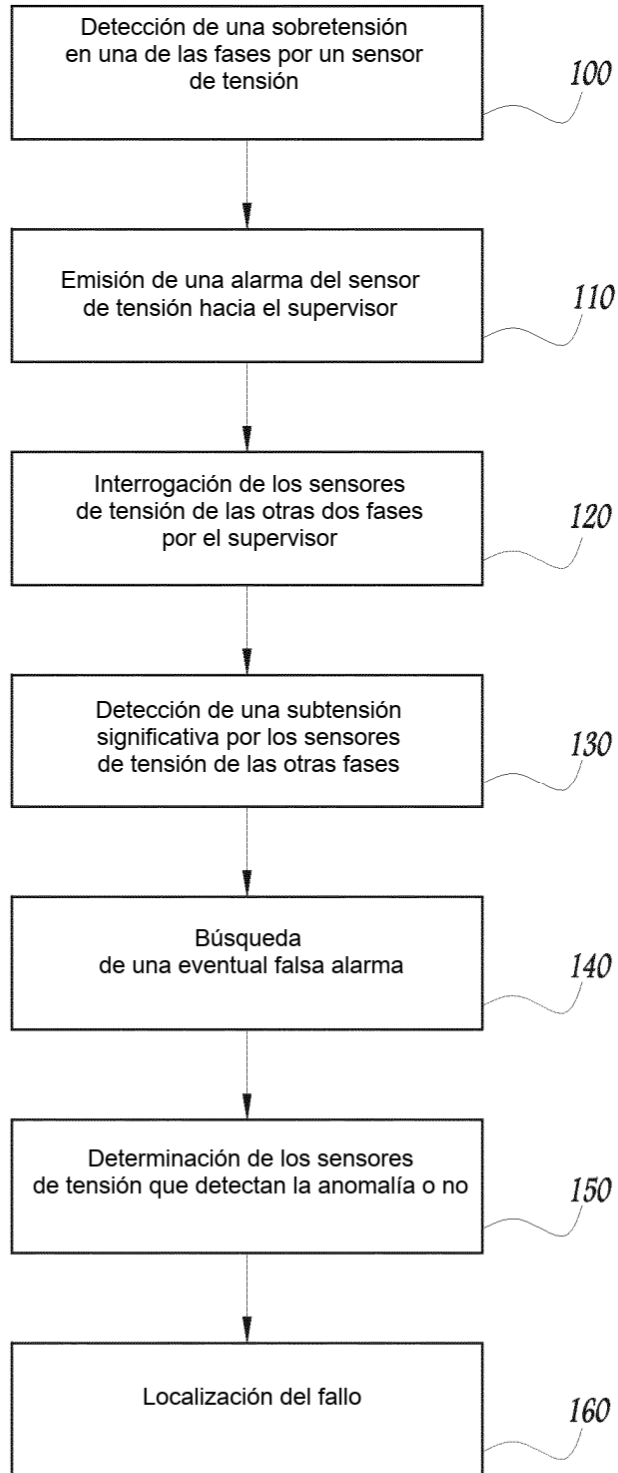 Detección de una sobretensión
en una de las fases por un sensor
de tensión
100
Emisión de una alarma del sensor
de tensión hacia el supervisor
110
Interrogación de los sensores
de tensión de las otras dos fases
por el supervisor
120
Detección de una subtensión
significativa por los sensores
de tensión de las otras fases
130
Búsqueda
de una eventual falsa alarma
140
Determinación de los sensores
de tensión que detectan la anomalía o no
150
Localización del fallo
160